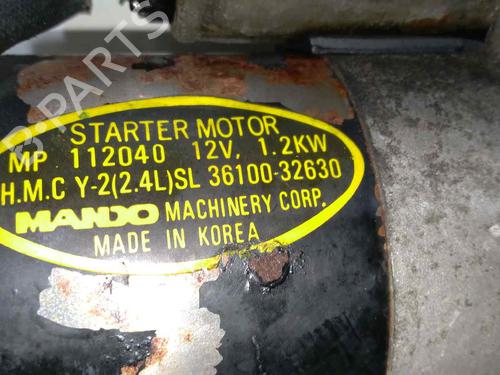 B-PARTS
STARTER MOTOR
MP 112040 12V, 1.2KW
H.M.C Y-2(2.4L)SL 36100-32630
MANDO MACHINERY CORP.
MADE IN KOREA